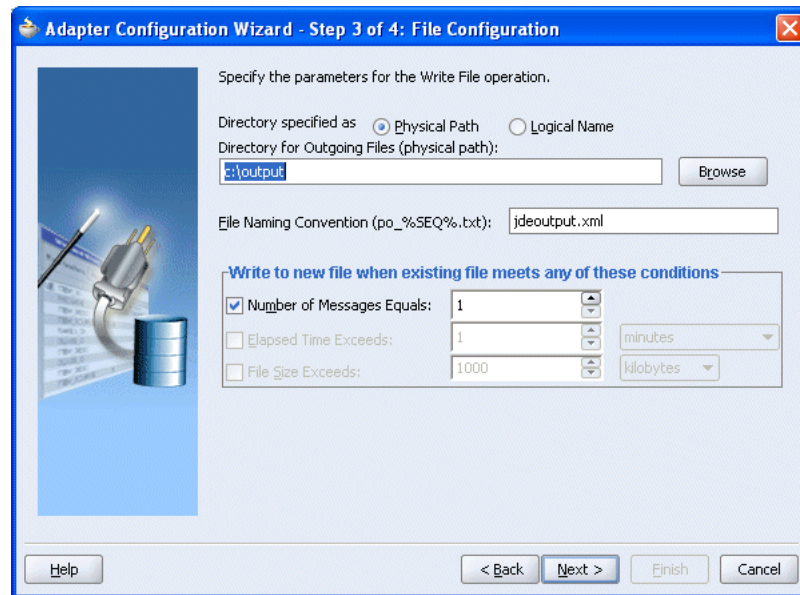 Adapter Configuration Wizard - Step 3 of 4: File Configuration
Specify the parameters for the Write File operation.
Directory specified as Physical Path Logical Name
Directory for Outgoing Files (physical path):
c:\output Browse
File Naming Convention (po_%SEQ%.txt): jdeoutput.xml
Write to new file when existing file meets any of these conditions
Number of Messages Equals: 1
Elapsed Time Exceeds: 1 minutes
File Size Exceeds: 1000 kilobytes
Help < Back Next > Finish Cancel